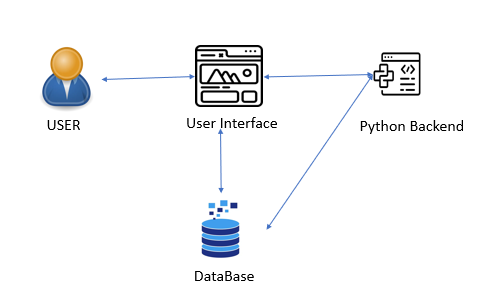 USER
User Interface
Python Backend
DataBase